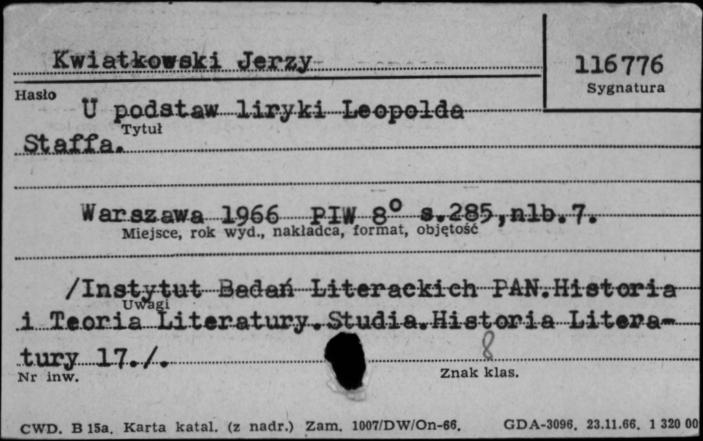 Kwiatkowski Jerzy
116776
Sygnatura
Hasło
U podstaw liryki Leopolda
Tytuł
Staffa.
Warszawa 1966 PIW 8° s.285,nlb.7.
Miejsce, rok wyd., nakładca, format, objętość
/Instytut Badań Literackich PAN.Historia
Uwagi
i Teoria Literatury.Studia.Historia Litera-
tury 17./.
8
Nr inw.
Znak klas.
CWD. B 15a. Karta katal. (z nadr.) Zam. 1007/DW/On-66. GDA-3096. 23.11.66. 1 320 00